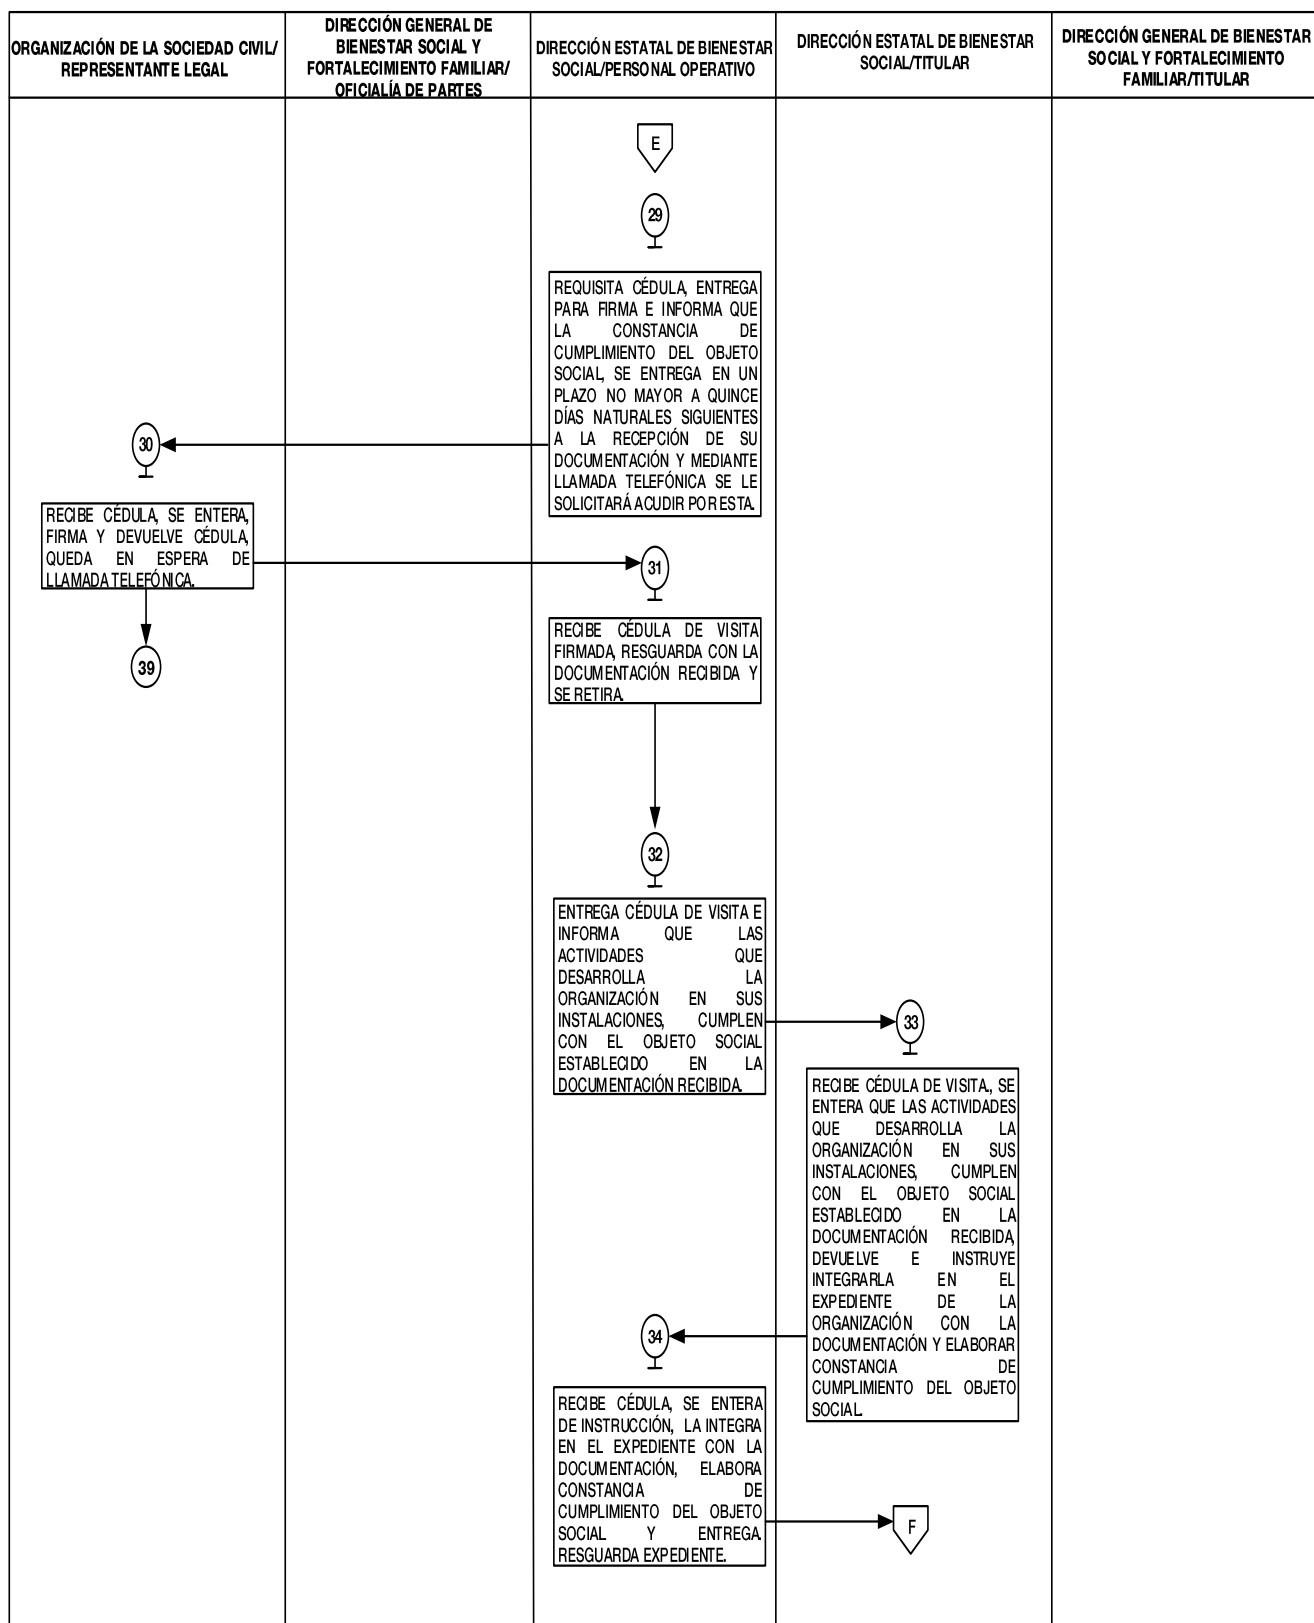 ORGANIZACIÓN DE LA SOCIEDAD CIVIL/
REPRESENTANTE LEGAL
DIRECCIÓN GENERAL DE
BIENESTAR SOCIAL Y
FORTALECIMIENTO FAMILIAR/
OFICIALÍA DE PARTES
DIRECCIÓN ESTATAL DE BIENESTAR
SOCIAL/PERSONAL OPERATIVO
DIRECCIÓN ESTATAL DE BIENESTAR
SOCIAL/TITULAR
DIRECCIÓN GENERAL DE BIENESTAR
SOCIAL Y FORTALECIMIENTO
FAMILIAR/TITULAR
E
29
REQUISITA CÉDULA, ENTREGA
PARA FIRMA E INFORMA QUE
LA CONSTANCIA DE
CUMPLIMIENTO DEL OBJETO
SOCIAL, SE ENTREGA EN UN
PLAZO NO MAYOR A QUINCE
DÍAS NATURALES SIGUIENTES
A LA RECEPCIÓN DE SU
DOCUMENTACIÓN Y MEDIANTE
LLAMADA TELEFÓNICA SE LE
SOLICITARÁ ACUDIR POR ESTA.
30
RECIBE CÉDULA, SE ENTERA,
FIRMA Y DEVUELVE CÉDULA,
QUEDA EN ESPERA DE
LLAMADA TELEFÓNICA.
39
31
RECIBE CÉDULA DE VISITA
FIRMADA, RESGUARDA CON LA
DOCUMENTACIÓN RECIBIDA Y
SE RETIRA.
32
ENTREGA CÉDULA DE VISITA E
INFORMA QUE LAS
ACTIVIDADES QUE
DESARROLLA LA
ORGANIZACIÓN EN SUS
INSTALACIONES, CUMPLEN
CON EL OBJETO SOCIAL
ESTABLECIDO EN LA
DOCUMENTACIÓN RECIBIDA.
33
RECIBE CÉDULA DE VISITA., SE
ENTERA QUE LAS ACTIVIDADES
QUE DESARROLLA LA
ORGANIZACIÓN EN SUS
INSTALACIONES, CUMPLEN
CON EL OBJETO SOCIAL
ESTABLECIDO EN LA
DOCUMENTACIÓN RECIBIDA,
DEVUELVE E INSTRUYE
INTEGRARLA EN EL
EXPEDIENTE DE LA
ORGANIZACIÓN CON LA
DOCUMENTACIÓN Y ELABORAR
CONSTANCIA DE
CUMPLIMIENTO DEL OBJETO
SOCIAL.
34
RECIBE CÉDULA, SE ENTERA
DE INSTRUCCIÓN, LA INTEGRA
EN EL EXPEDIENTE CON LA
DOCUMENTACIÓN, ELABORA
CONSTANCIA DE
CUMPLIMIENTO DEL OBJETO
SOCIAL Y ENTREGA.
RESGUARDA EXPEDIENTE.
F